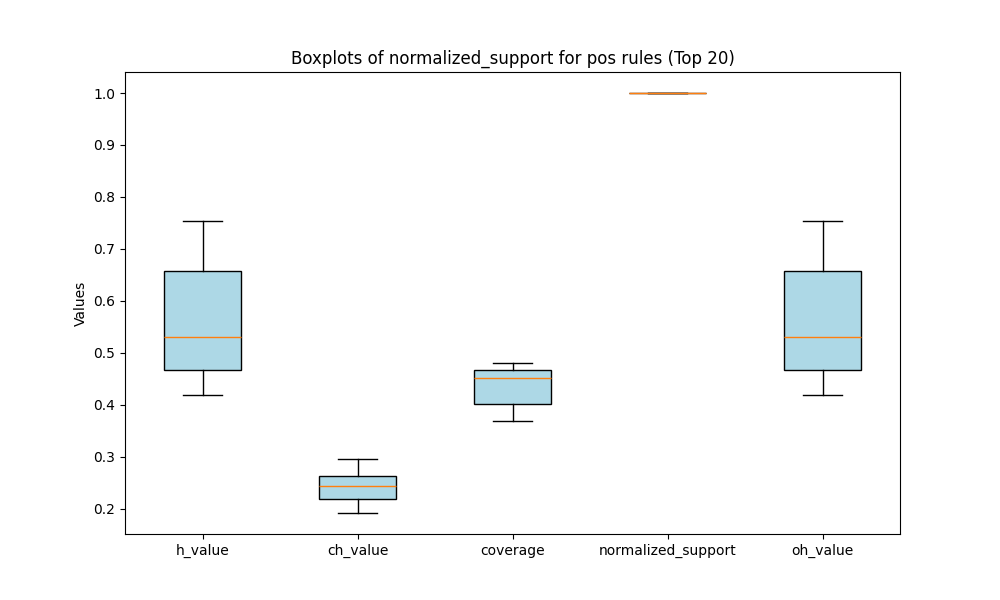 Boxplots of normalized_support for pos rules (Top 20)
Values
1.0
0.9
0.8
0.7
0.6
0.5
0.4
0.3
0.2
h_value
ch_value
coverage
normalized_support
oh_value